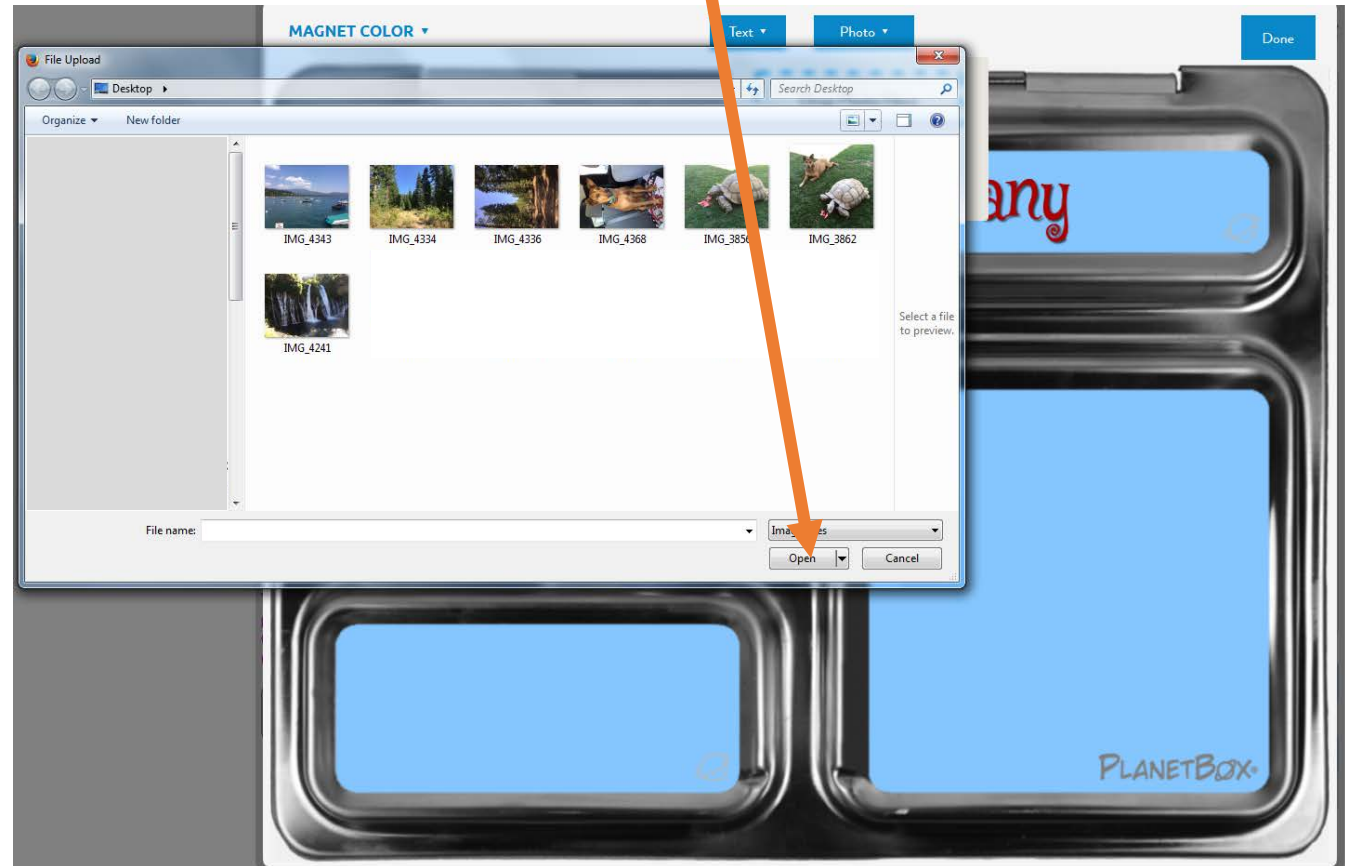 MAGNET COLOR ▼
Text ▼
Photo ▼
Done
File Upload
Desktop
Search Desktop
Organize ▼
New folder
IMG_4343
IMG_4334
IMG_4336
IMG_4368
IMG_3856
IMG_3862
IMG_4241
Select a file
to preview.
any
File name:
Open
Cancel
PLANETBOX